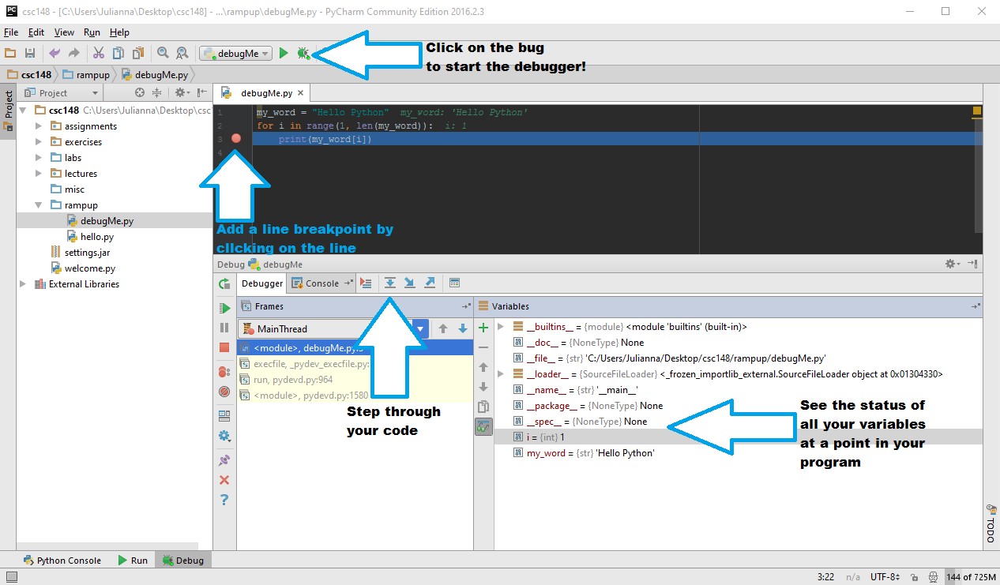 csc148 - [C:\Users\Julianna\Desktop\csc148] - ...\rampup\debugMe.py - PyCharm Community Edition 2016.2.3
File Edit View Run Help
debugMe
Click on the bug
to start the debugger!
csc148 rampup debugMe.py
Project
Project
debugMe.py
csc148 C:\Users\Julianna\Desktop\csc
assignments
exercises
labs
lectures
misc
rampup
debugMe.py
hello.py
settings.jar
welcome.py
External Libraries
1 my_word = "Hello Python" my_word: 'Hello Python'
2 for i in range(1, len(my_word)): i: 1
3 print(my_word[i])
4
Add a line breakpoint by
clIcking on the line
Debug debugMe
Debugger Console
Frames
MainThread
<module>, debugMe.py:3
execfile, _pydev_execfile.py:
run, pydevd.py:964
<module>, pydevd.py:1580
Step through
your code
Variables
__builtins__ = {module} <module 'builtins' (built-in)>
__doc__ = {NoneType} None
__file__ = {str} 'C:/Users/Julianna/Desktop/csc148/rampup/debugMe.py'
__loader__ = {SourceFileLoader} <_frozen_importlib_external.SourceFileLoader object at 0x01304330>
__name__ = {str} '__main__'
__package__ = {NoneType} None
__spec__ = {NoneType} None
i = {int} 1
my_word = {str} 'Hello Python'
See the status of
all your variables
at a point in your
program
TODO
Python Console Run Debug
3:22 n/a UTF-8 144 of 725M